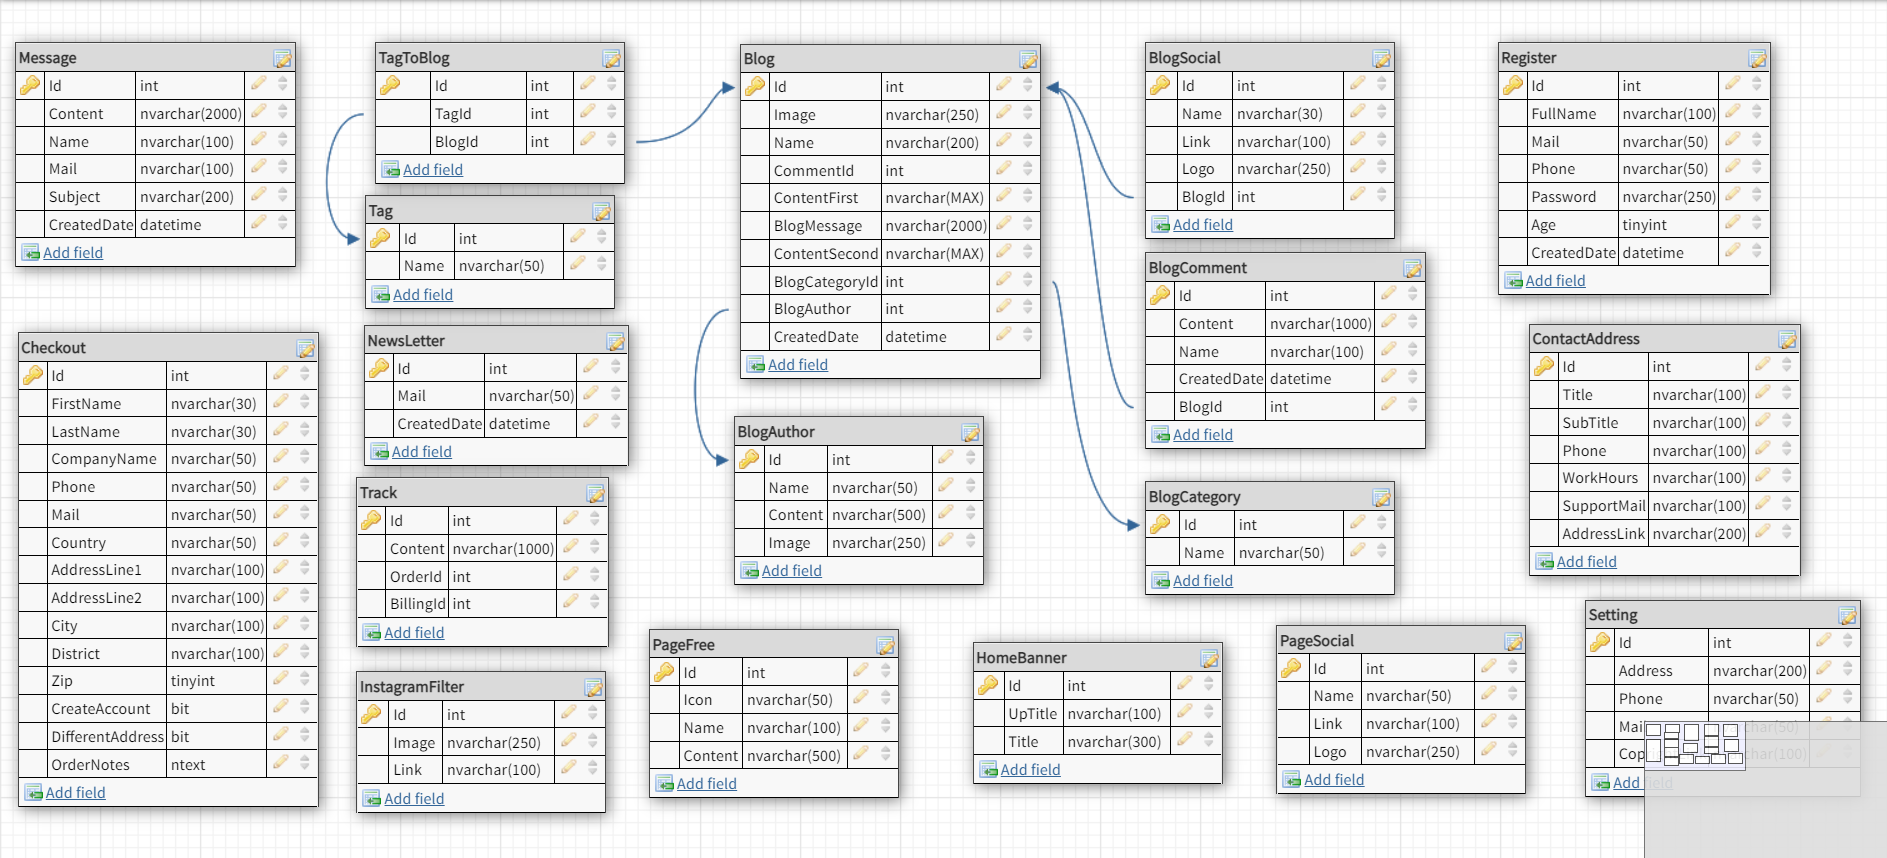 Message
Id int
Content nvarchar(2000)
Name nvarchar(100)
Mail nvarchar(100)
Subject nvarchar(200)
CreatedDate datetime
Add field
TagToBlog
Id int
TagId int
BlogId int
Add field
Tag
Id int
Name nvarchar(50)
Add field
Blog
Id int
Image nvarchar(250)
Name nvarchar(200)
CommentId int
ContentFirst nvarchar(MAX)
BlogMessage nvarchar(2000)
ContentSecond nvarchar(MAX)
BlogCategoryId int
BlogAuthor int
CreatedDate datetime
Add field
BlogSocial
Id int
Name nvarchar(30)
Link nvarchar(100)
Logo nvarchar(250)
BlogId int
Add field
Register
Id int
FullName nvarchar(100)
Mail nvarchar(50)
Phone nvarchar(50)
Password nvarchar(250)
Age tinyint
CreatedDate datetime
Add field
BlogComment
Id int
Content nvarchar(1000)
Name nvarchar(100)
CreatedDate datetime
BlogId int
Add field
Checkout
Id int
FirstName nvarchar(30)
LastName nvarchar(30)
CompanyName nvarchar(50)
Phone nvarchar(50)
Mail nvarchar(50)
Country nvarchar(50)
AddressLine1 nvarchar(100)
AddressLine2 nvarchar(100)
City nvarchar(100)
District nvarchar(100)
Zip tinyint
CreateAccount bit
DifferentAddress bit
OrderNotes ntext
Add field
NewsLetter
Id int
Mail nvarchar(50)
CreatedDate datetime
Add field
ContactAddress
Id int
Title nvarchar(100)
SubTitle nvarchar(100)
Phone nvarchar(100)
WorkHours nvarchar(100)
SupportMail nvarchar(100)
AddressLink nvarchar(200)
Add field
BlogAuthor
Id int
Name nvarchar(50)
Content nvarchar(500)
Image nvarchar(250)
Add field
Track
Id int
Content nvarchar(1000)
OrderId int
BillingId int
Add field
BlogCategory
Id int
Name nvarchar(50)
Add field
InstagramFilter
Id int
Image nvarchar(250)
Link nvarchar(100)
Add field
PageFree
Id int
Icon nvarchar(50)
Name nvarchar(100)
Content nvarchar(500)
Add field
HomeBanner
Id int
UpTitle nvarchar(100)
Title nvarchar(300)
Add field
PageSocial
Id int
Name nvarchar(50)
Link nvarchar(100)
Logo nvarchar(250)
Add field
Setting
Id int
Address nvarchar(200)
Phone nvarchar(50)
Mail
Add